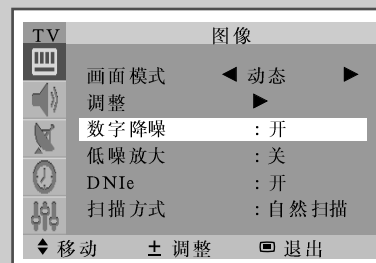 TV 图像
画面模式 ◀ 动态 ▶
调整 ▶
数字降噪 : 开
低噪放大 : 关
DNIe : 开
扫描方式 : 自然扫描
移动 ± 调整 退出